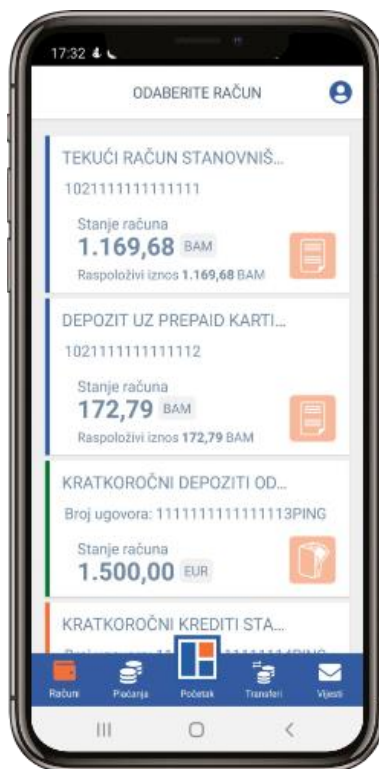 17:32
ODABERITE RAČUN
TEKUĆI RAČUN STANOVNIŠ...
1021111111111111
Stanje računa
1.169,68 BAM
Raspoloživi iznos 1.169,68 BAM
DEPOZIT UZ PREPAID KARTI...
1021111111111112
Stanje računa
172,79 BAM
Raspoloživi iznos 172,79 BAM
KRATKOROČNI DEPOZITI OD...
Broj ugovora: 1111111111111113PING
Stanje računa
1.500,00 EUR
KRATKOROČNI KREDITI STA...
Računi
Plaćanja
Početak
Transferi
Vijesti